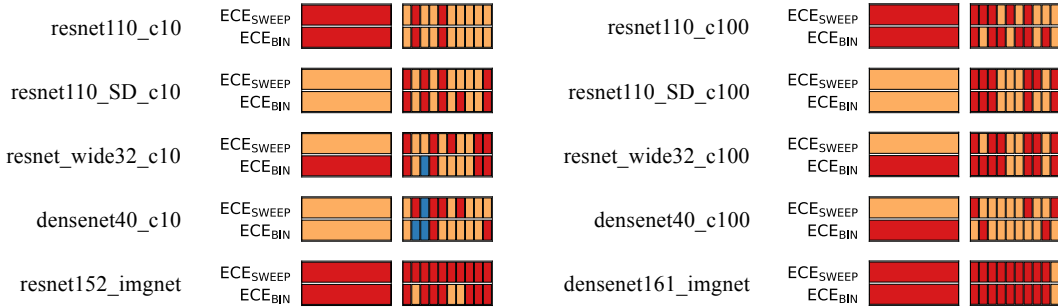 resnet110_c10 ECE_SWEEP ECE_BIN
resnet110_c100 ECE_SWEEP ECE_BIN
resnet110_SD_c10 ECE_SWEEP ECE_BIN
resnet110_SD_c100 ECE_SWEEP ECE_BIN
resnet_wide32_c10 ECE_SWEEP ECE_BIN
resnet_wide32_c100 ECE_SWEEP ECE_BIN
densenet40_c10 ECE_SWEEP ECE_BIN
densenet40_c100 ECE_SWEEP ECE_BIN
resnet152_imgnet ECE_SWEEP ECE_BIN
densenet161_imgnet ECE_SWEEP ECE_BIN